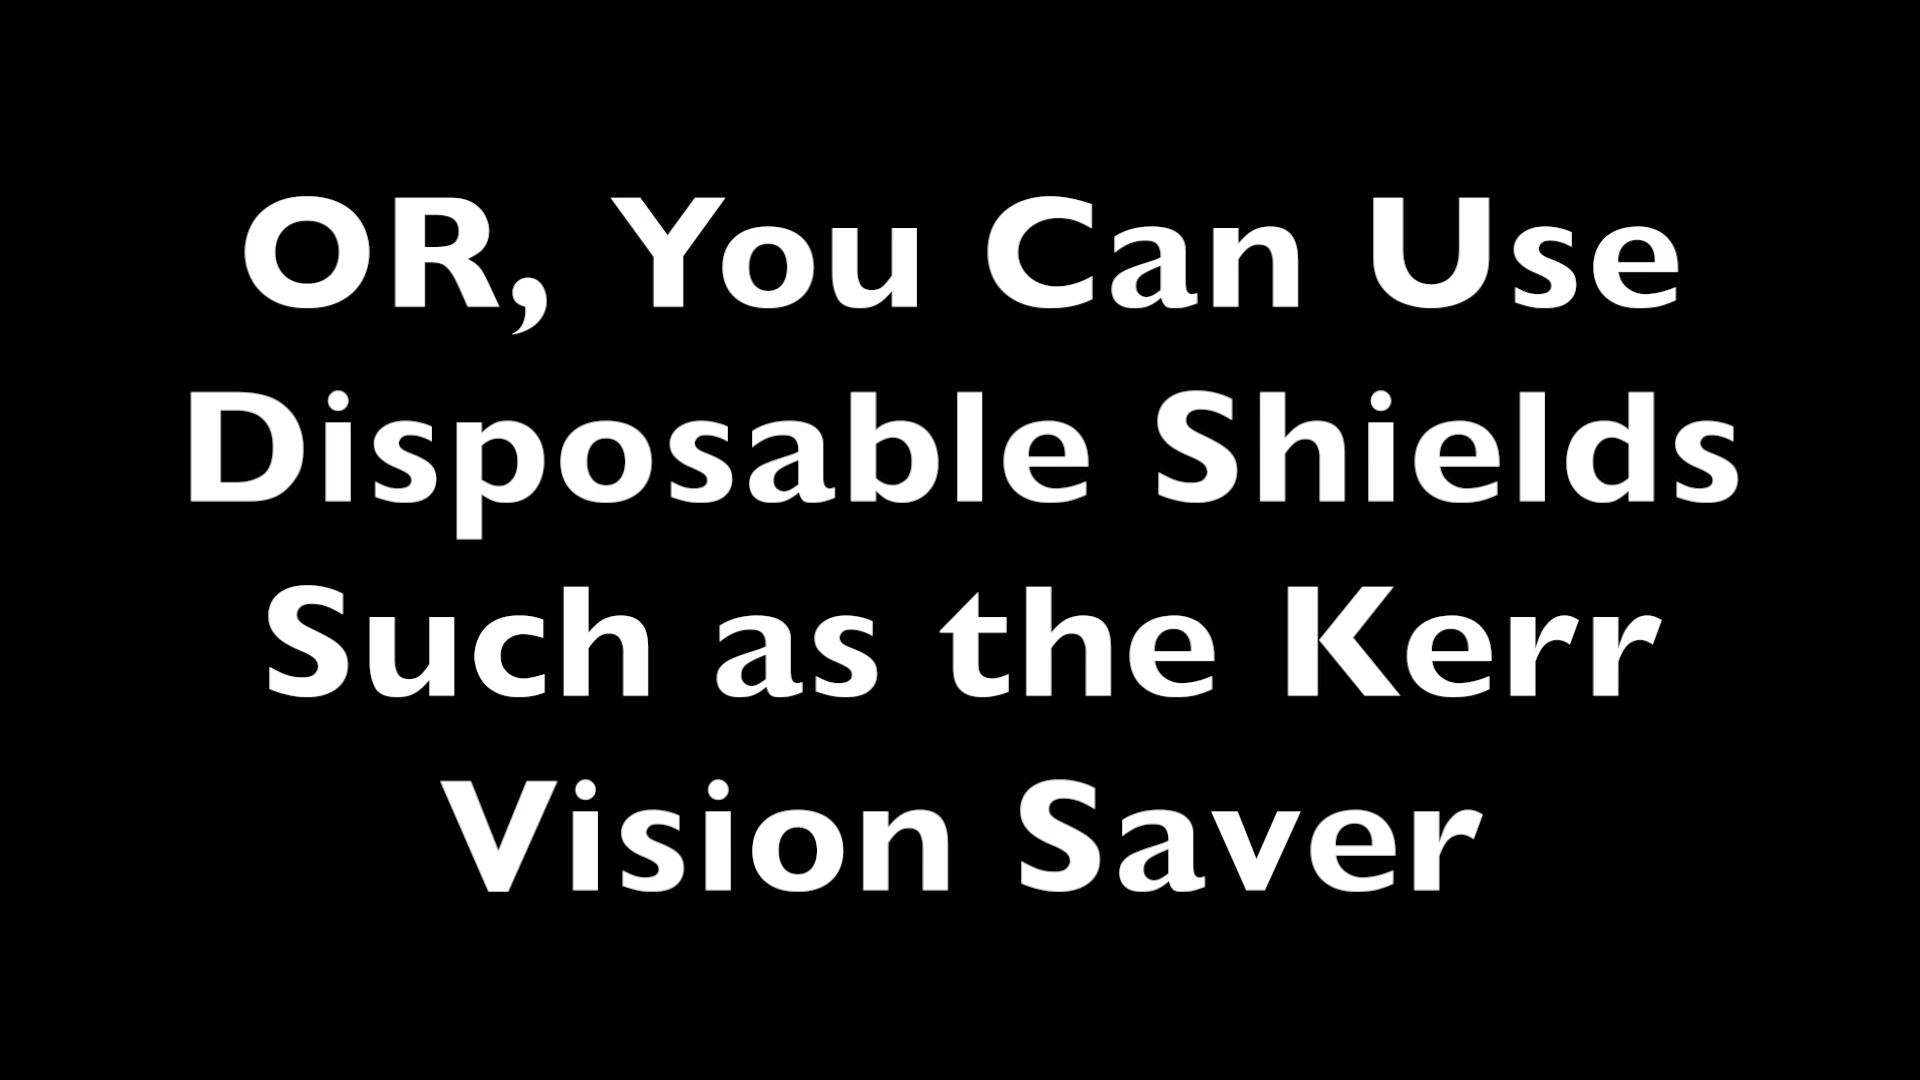 OR, You Can Use
Disposable Shields
Such as the Kerr
Vision Saver